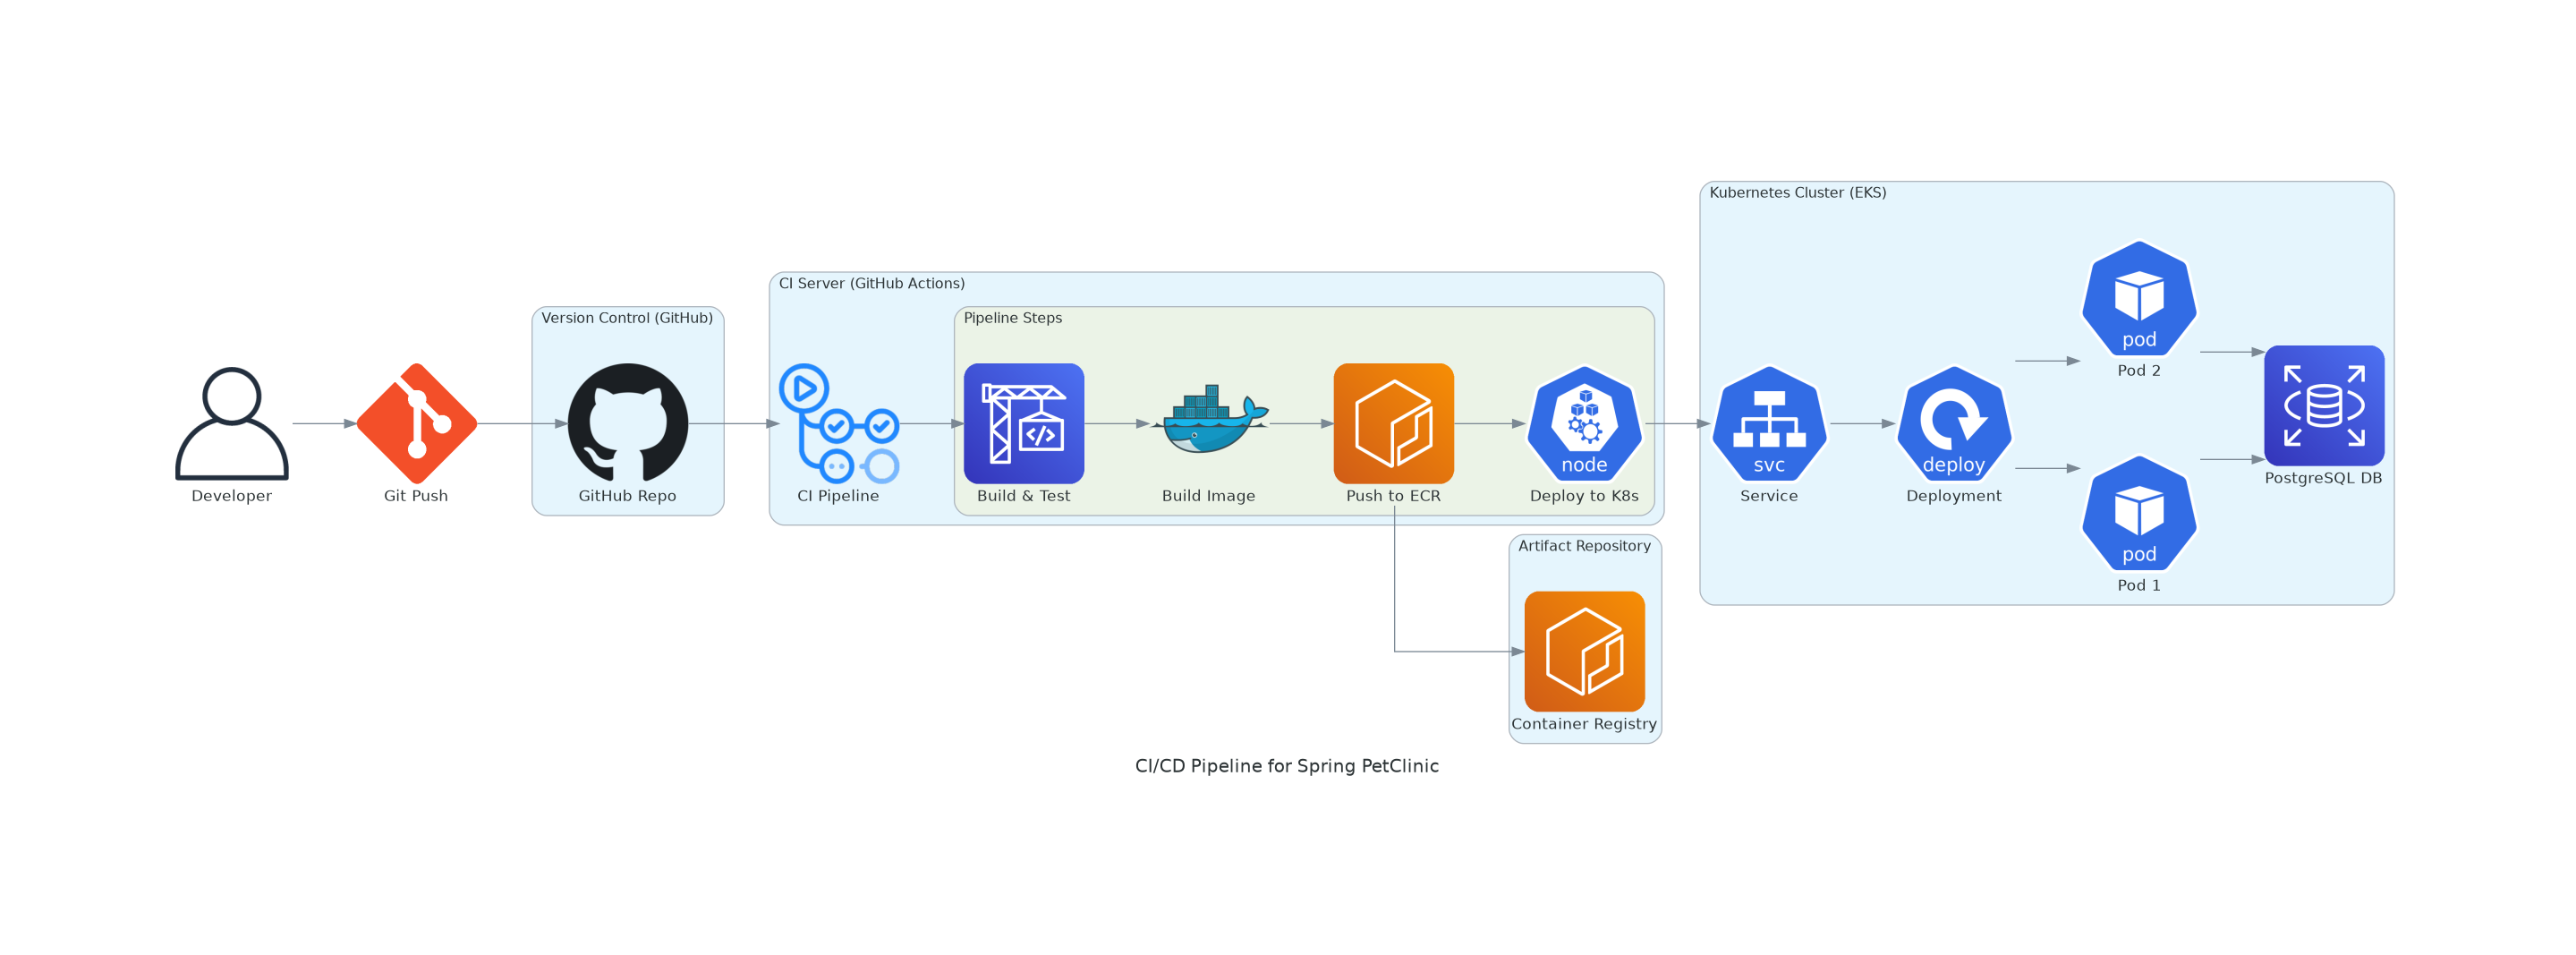 Kubernetes Cluster (EKS)
CI Server (GitHub Actions)
Version Control (GitHub)
Pipeline Steps
pod
Pod 2
Developer
Git Push
GitHub Repo
CI Pipeline
Build & Test
Build Image
Push to ECR
node
Deploy to K8s
svc
Service
deploy
Deployment
PostgreSQL DB
pod
Pod 1
Artifact Repository
Container Registry
CI/CD Pipeline for Spring PetClinic